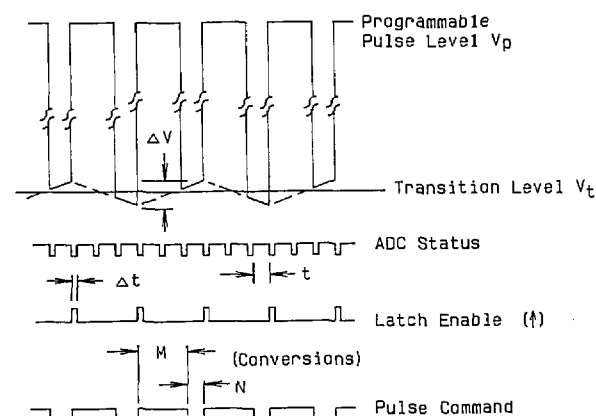 Programmable
Pulse Level Vp
ΔV
Transition Level Vt
ADC Status
Δt
t
Latch Enable (↑)
M
(Conversions)
N
Pulse Command